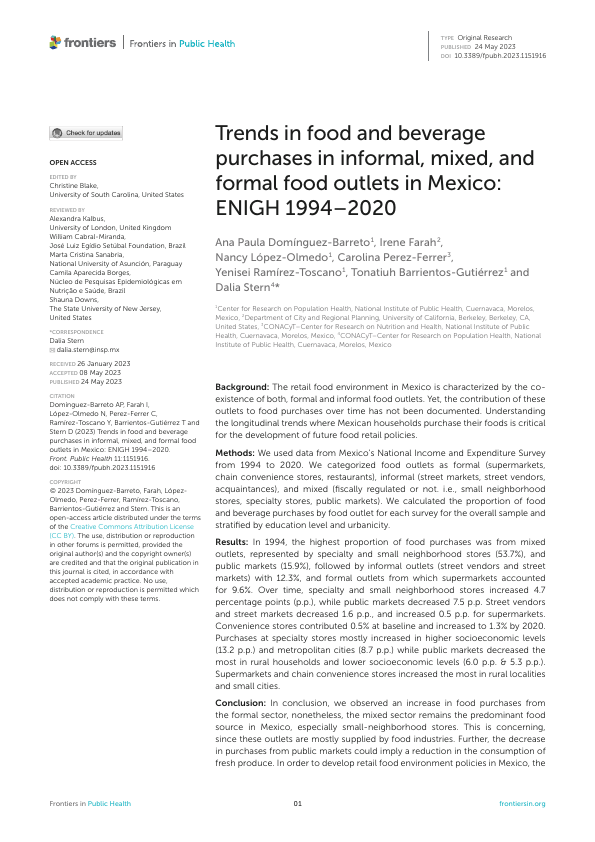 frontiers | Frontiers in Public Health
TYPE Original Research
PUBLISHED 24 May 2023
DOI 10.3389/fpubh.2023.1151916
Check for updates
OPEN ACCESS
EDITED BY
Christine Blake,
University of South Carolina, United States
REVIEWED BY
Alexandra Kalbus,
University of London, United Kingdom
William Cabral-Miranda,
José Luiz Egídio Setúbal Foundation, Brazil
Marta Cristina Sanabria,
National University of Asunción, Paraguay
Camila Aparecida Borges,
Núcleo de Pesquisas Epidemiológicas em
Nutrição e Saúde, Brazil
Shauna Downs,
The State University of New Jersey,
United States
*CORRESPONDENCE
Dalia Stern
dalia.stern@insp.mx
RECEIVED 26 January 2023
ACCEPTED 08 May 2023
PUBLISHED 24 May 2023
CITATION
Domínguez-Barreto AP, Farah I,
López-Olmedo N, Perez-Ferrer C,
Ramírez-Toscano Y, Barrientos-Gutiérrez T and
Stern D (2023) Trends in food and beverage
purchases in informal, mixed, and formal food
outlets in Mexico: ENIGH 1994–2020.
Front. Public Health 11:1151916.
doi: 10.3389/fpubh.2023.1151916
COPYRIGHT
© 2023 Domínguez-Barreto, Farah, López-
Olmedo, Perez-Ferrer, Ramírez-Toscano,
Barrientos-Gutiérrez and Stern. This is an
open-access article distributed under the terms
of the Creative Commons Attribution License
(CC BY). The use, distribution or reproduction
in other forums is permitted, provided the
original author(s) and the copyright owner(s)
are credited and that the original publication in
this journal is cited, in accordance with
accepted academic practice. No use,
distribution or reproduction is permitted which
does not comply with these terms.
Trends in food and beverage
purchases in informal, mixed, and
formal food outlets in Mexico:
ENIGH 1994–2020
Ana Paula Domínguez-Barreto1, Irene Farah2,
Nancy López-Olmedo1, Carolina Perez-Ferrer3,
Yenisei Ramírez-Toscano1, Tonatiuh Barrientos-Gutiérrez1 and
Dalia Stern4*
1Center for Research on Population Health, National Institute of Public Health, Cuernavaca, Morelos,
Mexico, 2Department of City and Regional Planning, University of California, Berkeley, Berkeley, CA,
United States, 3CONACyT–Center for Research on Nutrition and Health, National Institute of Public
Health, Cuernavaca, Morelos, Mexico, 4CONACyT–Center for Research on Population Health, National
Institute of Public Health, Cuernavaca, Morelos, Mexico
Background: The retail food environment in Mexico is characterized by the co-
existence of both, formal and informal food outlets. Yet, the contribution of these
outlets to food purchases over time has not been documented. Understanding
the longitudinal trends where Mexican households purchase their foods is critical
for the development of future food retail policies.
Methods: We used data from Mexico's National Income and Expenditure Survey
from 1994 to 2020. We categorized food outlets as formal (supermarkets,
chain convenience stores, restaurants), informal (street markets, street vendors,
acquaintances), and mixed (fiscally regulated or not. i.e., small neighborhood
stores, specialty stores, public markets). We calculated the proportion of food
and beverage purchases by food outlet for each survey for the overall sample and
stratified by education level and urbanicity.
Results: In 1994, the highest proportion of food purchases was from mixed
outlets, represented by specialty and small neighborhood stores (53.7%), and
public markets (15.9%), followed by informal outlets (street vendors and street
markets) with 12.3%, and formal outlets from which supermarkets accounted
for 9.6%. Over time, specialty and small neighborhood stores increased 4.7
percentage points (p.p.), while public markets decreased 7.5 p.p. Street vendors
and street markets decreased 1.6 p.p., and increased 0.5 p.p. for supermarkets.
Convenience stores contributed 0.5% at baseline and increased to 1.3% by 2020.
Purchases at specialty stores mostly increased in higher socioeconomic levels
(13.2 p.p.) and metropolitan cities (8.7 p.p.) while public markets decreased the
most in rural households and lower socioeconomic levels (6.0 p.p. & 5.3 p.p.).
Supermarkets and chain convenience stores increased the most in rural localities
and small cities.
Conclusion: In conclusion, we observed an increase in food purchases from
the formal sector, nonetheless, the mixed sector remains the predominant food
source in Mexico, especially small-neighborhood stores. This is concerning,
since these outlets are mostly supplied by food industries. Further, the decrease
in purchases from public markets could imply a reduction in the consumption of
fresh produce. In order to develop retail food environment policies in Mexico, the
Frontiers in Public Health
01
frontiersin.org